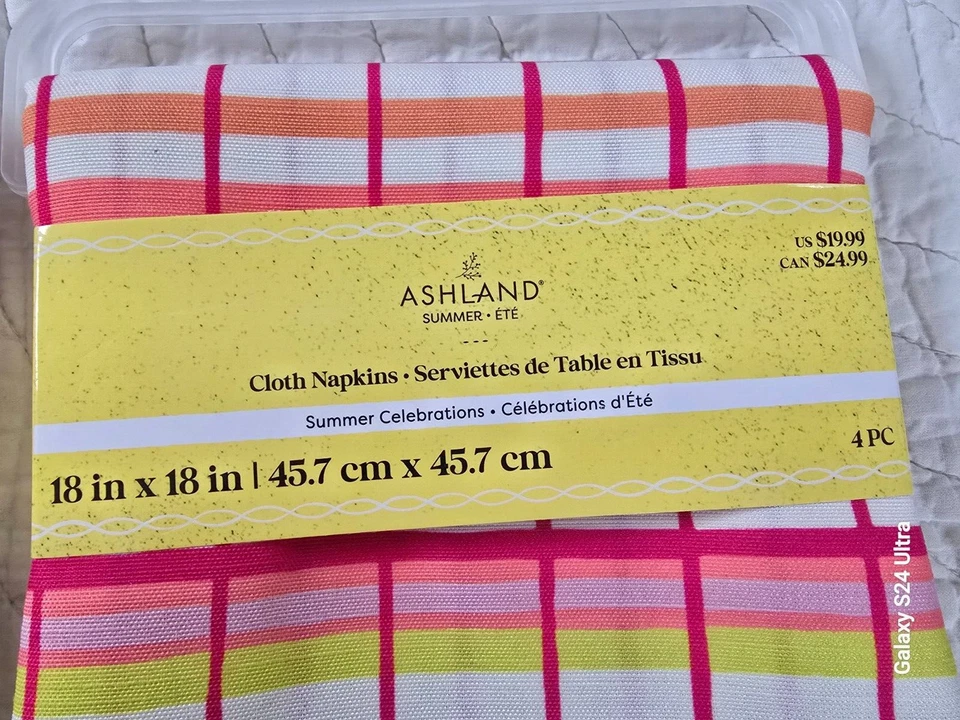 US $19.99
CAN $24.99
ASHLAND®
SUMMER • ÉTÉ
---
Cloth Napkins • Serviettes de Table en Tissu
Summer Celebrations • Célébrations d'Été
4 PC
18 in x 18 in | 45.7 cm x 45.7 cm
Galaxy S24 Ultra